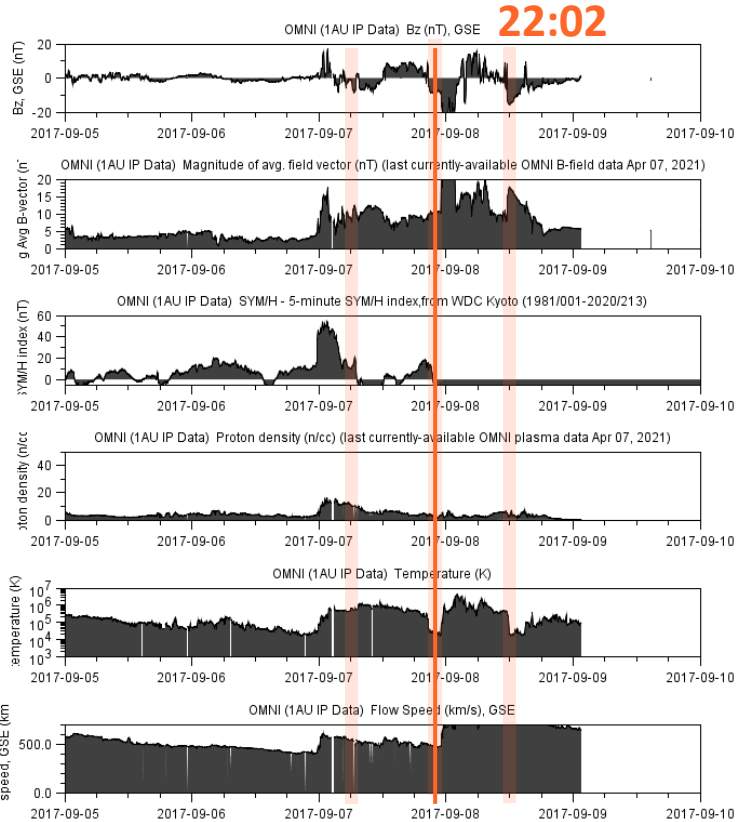 OMNI (1AU IP Data) Bz (nT), GSE
22:02
Bz, GSE (nT)
20
0
-20
2017-09-05 2017-09-06 2017-09-07 2017-09-08 2017-09-09 2017-09-10
OMNI (1AU IP Data) Magnitude of avg. field vector (nT) (last currently-available OMNI B-field data Apr 07, 2021)
g Avg B-vector (n
20
15
10
5
0
2017-09-05 2017-09-06 2017-09-07 2017-09-08 2017-09-09 2017-09-10
OMNI (1AU IP Data) SYM/H - 5-minute SYM/H index,from WDC Kyoto (1981/001-2020/213)
SYM/H index (nT)
60
40
20
0
2017-09-05 2017-09-06 2017-09-07 2017-09-08 2017-09-09 2017-09-10
OMNI (1AU IP Data) Proton density (n/cc) (last currently-available OMNI plasma data Apr 07, 2021)
oton density (n/cc
40
20
0
2017-09-05 2017-09-06 2017-09-07 2017-09-08 2017-09-09 2017-09-10
OMNI (1AU IP Data) Temperature (K)
emperature (K)
10^7
10^6
10^5
10^4
10^3
2017-09-05 2017-09-06 2017-09-07 2017-09-08 2017-09-09 2017-09-10
OMNI (1AU IP Data) Flow Speed (km/s), GSE
speed, GSE (km
500.0
0.0
2017-09-05 2017-09-06 2017-09-07 2017-09-08 2017-09-09 2017-09-10